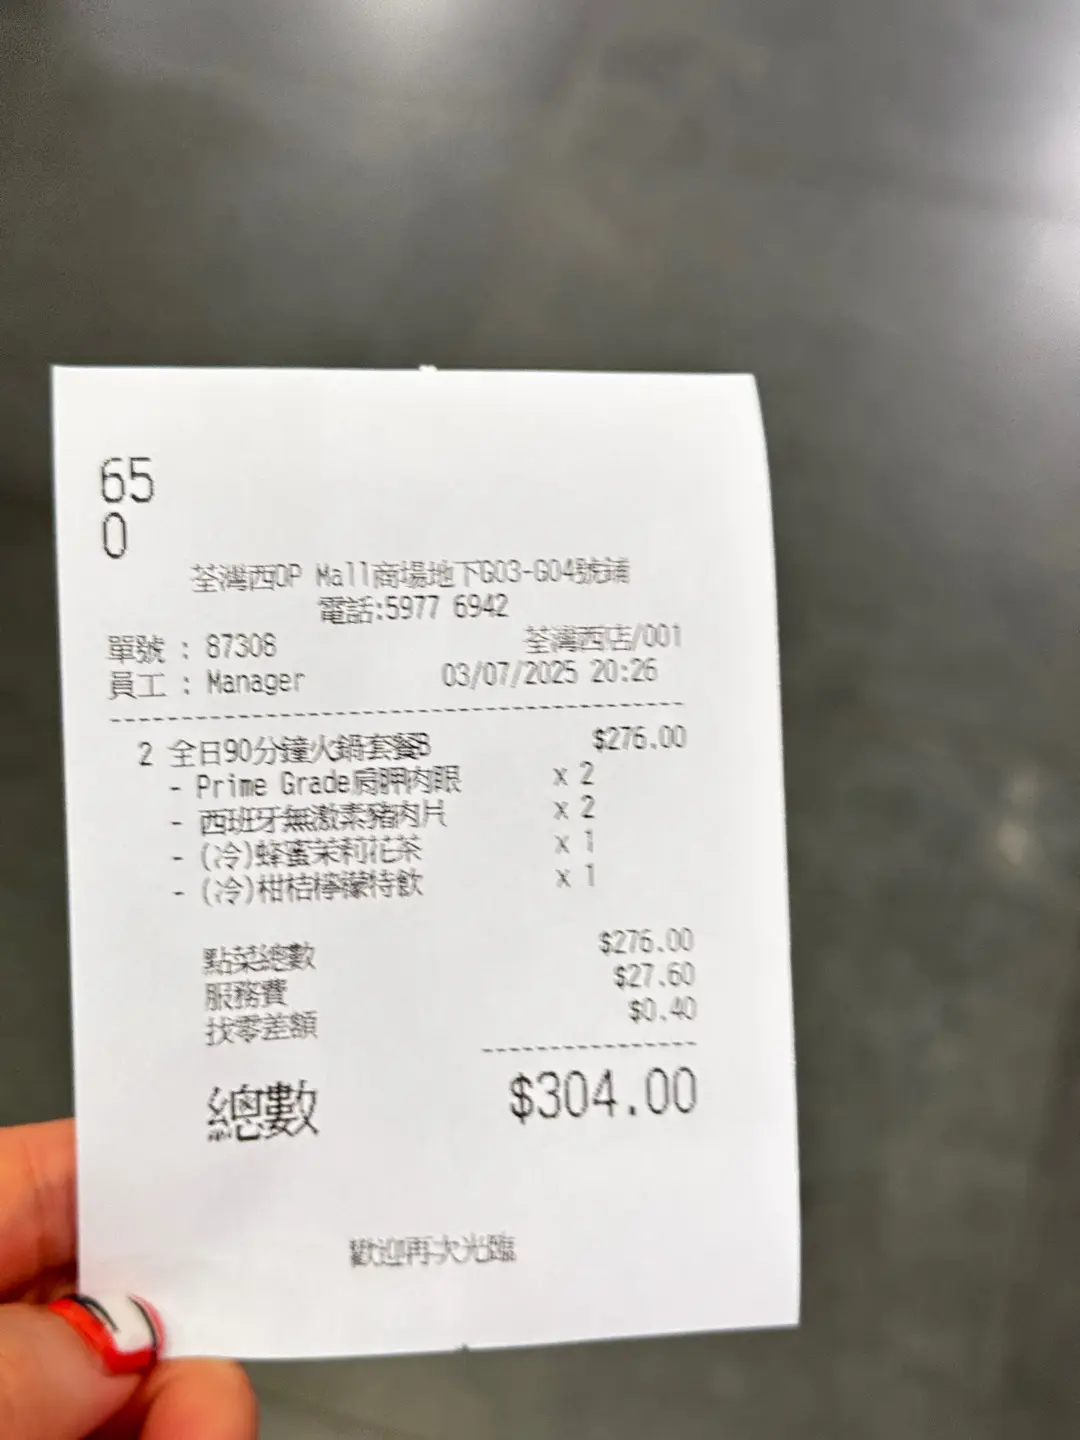 65
0
荃灣西OP Mall商場地下G03-G04號鋪
電話:5977 6942
單號 : 87308 荃灣西店/001
員工 : Manager 03/07/2025 20:26
2 全日90分鐘火鍋套餐B $276.00
- Prime Grade肩胛肉眼 x 2
- 西班牙無激素豬肉片 x 2
- (冷)蜂蜜茉莉花茶 x 1
- (冷)柑桔檸檬特飲 x 1
點菜總數 $276.00
服務費 $27.60
找零差額 $0.40
總數 $304.00
歡迎再次光臨